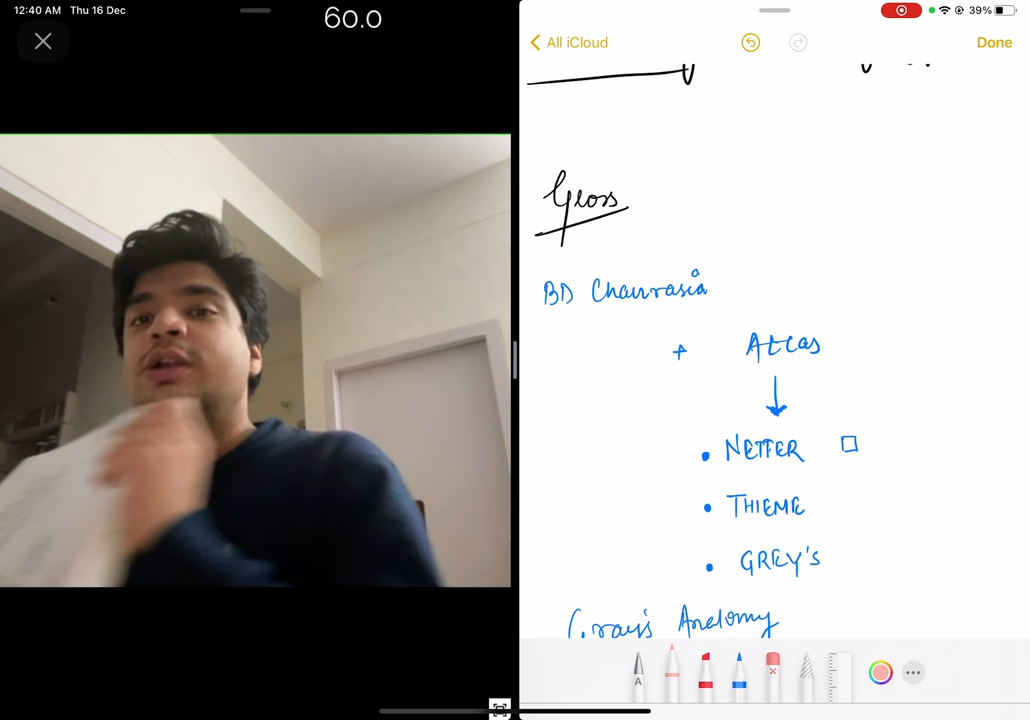 12:40 AM Thu 16 Dec
60.0
39%
All iCloud
Done
Gross
BD Chaurasia
+ Atlas
• NETTER
• THIEME
• GREY'S
Gray's Anatomy
A